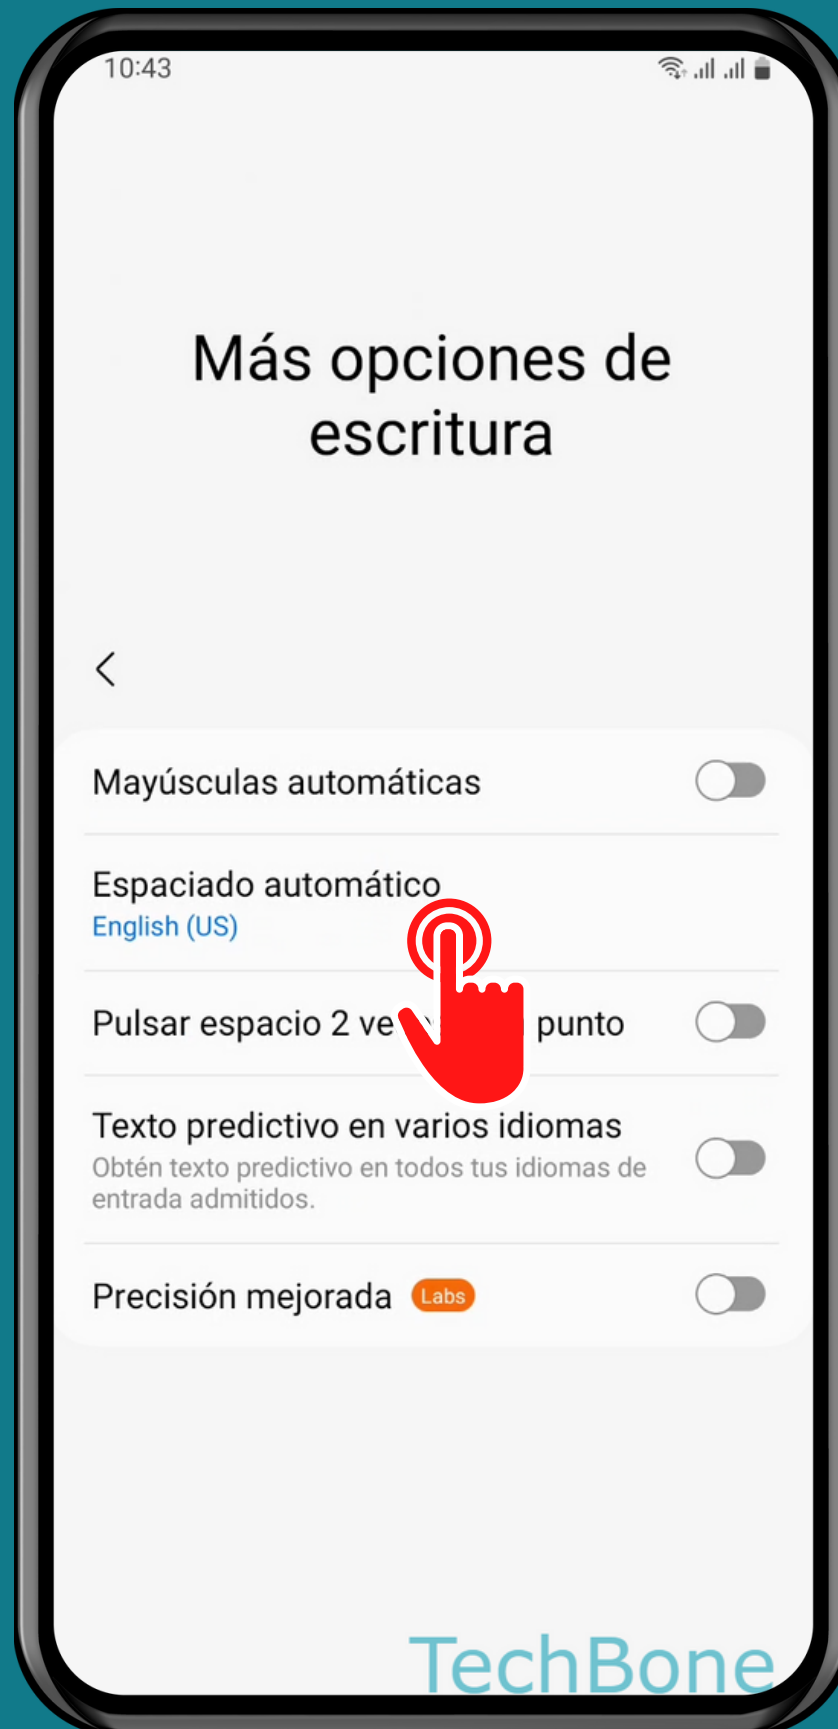 10:43
Más opciones de
escritura
Mayúsculas automáticas
Espaciado automático
English (US)
Pulsar espacio 2 punto
Texto predictivo en varios idiomas
Obtén texto predictivo en todos tus idiomas de
entrada admitidos.
Precisión mejorada Labs
TechBone